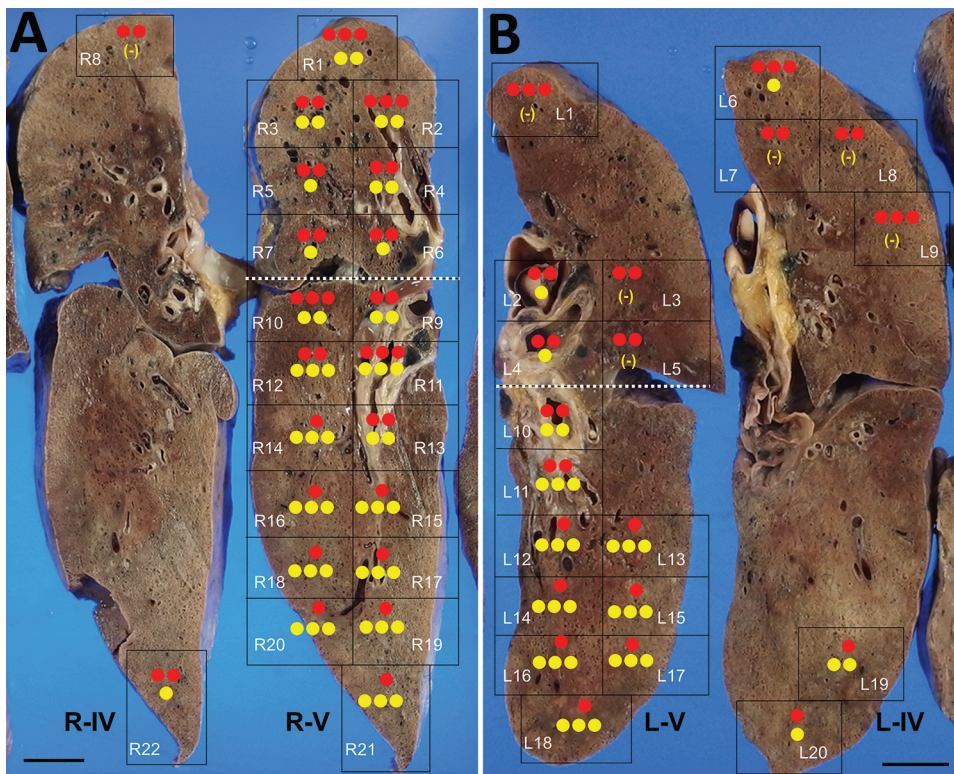 A
R8
(-)
R1
R3
R2
R5
R4
R7
R6
R10
R9
R12
R11
R14
R13
R16
R15
R18
R17
R20
R19
R22
R21
R-IV
R-V
B
L1
(-)
L6
L7
(-)
L8
(-)
L9
(-)
L2
L3
(-)
L4
L5
(-)
L10
L11
L12
L13
L14
L15
L16
L17
L18
L19
L20
L-V
L-IV